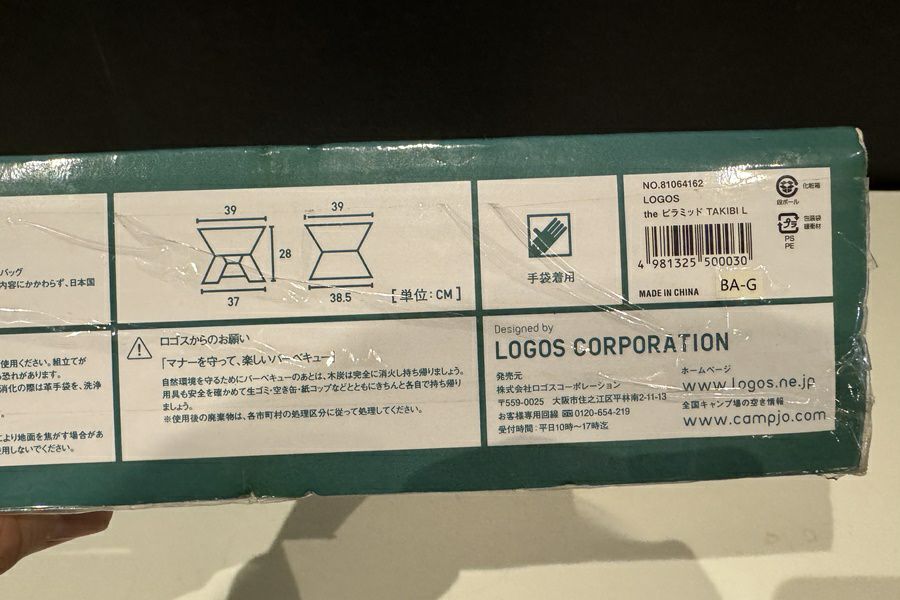 バッグ
内容にかかわらず、日本国
39
28
37
39
38.5
[単位:CM]
手袋着用
NO.81064162
LOGOS
the ピラミッド TAKIBI L
4 981325 500030
MADE IN CHINA
BA-G
化粧箱
段ボール
プラ
包装袋
緩衝材
PS
PE
使用ください。組立てが
恐れがあります。
消化の際は革手袋を、洗浄
。
により地面を焦がす場合があ
使用しないでください。
ロゴスからのお願い
「マナーを守って、楽しいバーベキュー」
自然環境を守るためにバーベキューのあとは、木炭は完全に消火し持ち帰りましょう。
用具も安全を確かめて生ゴミ・空き缶・紙コップなどとともにきちんと各自で持ち帰り
ましょう。
※使用後の廃棄物は、各市町村の処理区分に従って処理してください。
Designed by
LOGOS CORPORATION
発売元
株式会社ロゴスコーポレーション
〒559-0025 大阪市住之江区平林南2-11-13
お客様専用回線 0120-654-219
受付時間:平日10時〜17時迄
ホームページ
www.logos.ne.jp
全国キャンプ場の空き情報
www.campjo.com